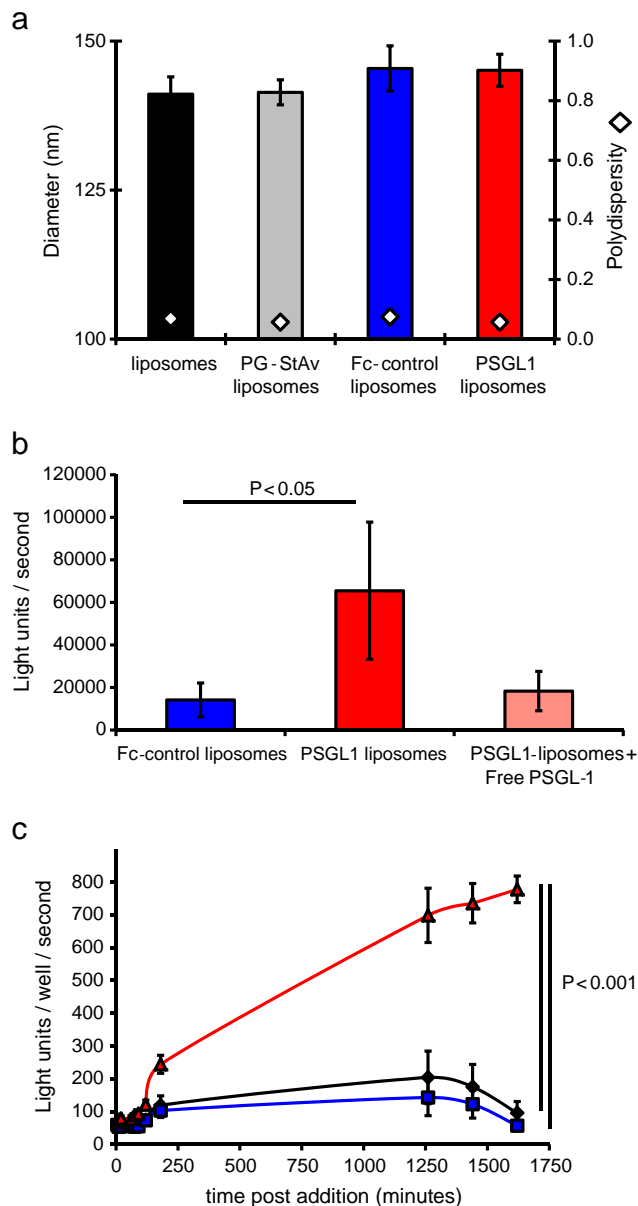 a
150
125
100
Diameter (nm)
1.0
0.8
0.6
0.4
0.2
0.0
Polydispersity
liposomes
PG-StAv
liposomes
Fc-control
liposomes
PSGL1
liposomes
b
120000
100000
80000
60000
40000
20000
0
Light units / second
P<0.05
Fc-control liposomes
PSGL1 liposomes
PSGL1-liposomes+
Free PSGL-1
c
800
700
600
500
400
300
200
100
0
Light units / well / second
P<0.001
0
250
500
750
1000
1250
1500
1750
time post addition (minutes)